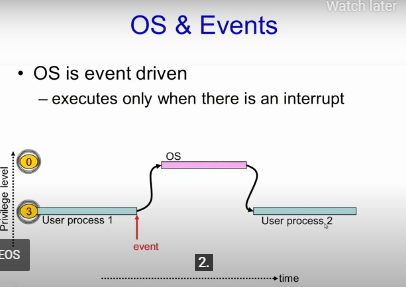 Watch later
OS & Events
• OS is event driven
– executes only when there is an interrupt
OS
0
Privilege level
3
User process 1
User process 2
EOS
event
2.
time